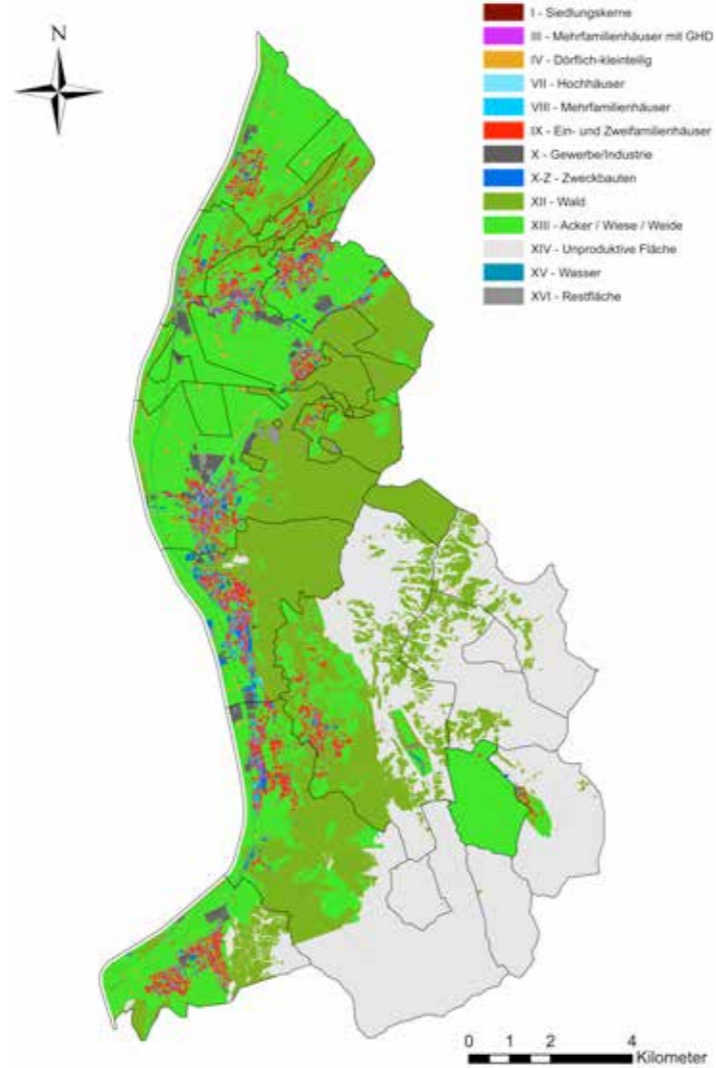 N
I - Siedlungskerne
III - Mehrfamilienhäuser mit GHD
IV - Dörflich-kleinteilig
VII - Hochhäuser
VIII - Mehrfamilienhäuser
IX - Ein- und Zweifamilienhäuser
X - Gewerbe/Industrie
X-Z - Zweckbauten
XII - Wald
XIII - Acker / Wiese / Weide
XIV - Unproduktive Fläche
XV - Wasser
XVI - Restfläche
0 1 2 4
Kilometer